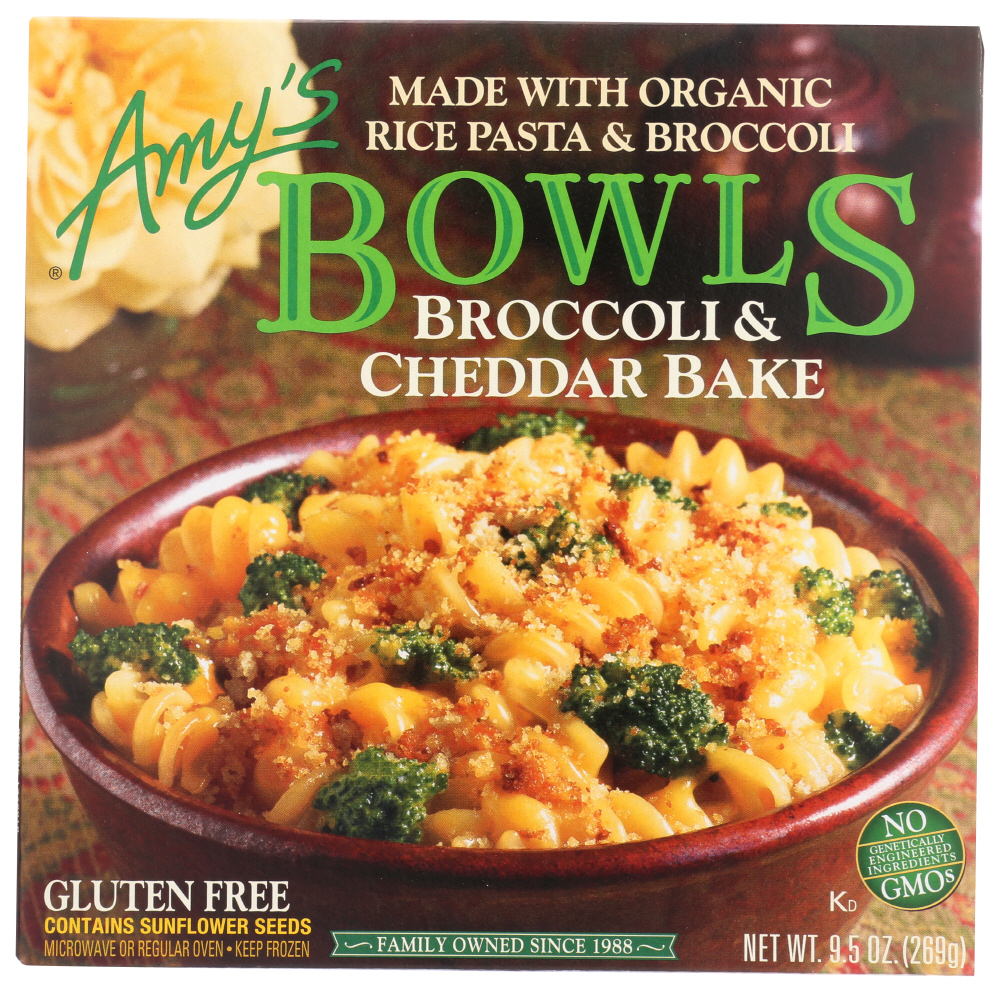 Amy's
®
MADE WITH ORGANIC
RICE PASTA & BROCCOLI
BOWLS
BROCCOLI &
CHEDDAR BAKE
NO
GENETICALLY
ENGINEERED
INGREDIENTS
GMOs
KD
GLUTEN FREE
CONTAINS SUNFLOWER SEEDS
MICROWAVE OR REGULAR OVEN • KEEP FROZEN
FAMILY OWNED SINCE 1988
NET WT. 9.5 OZ. (269g)